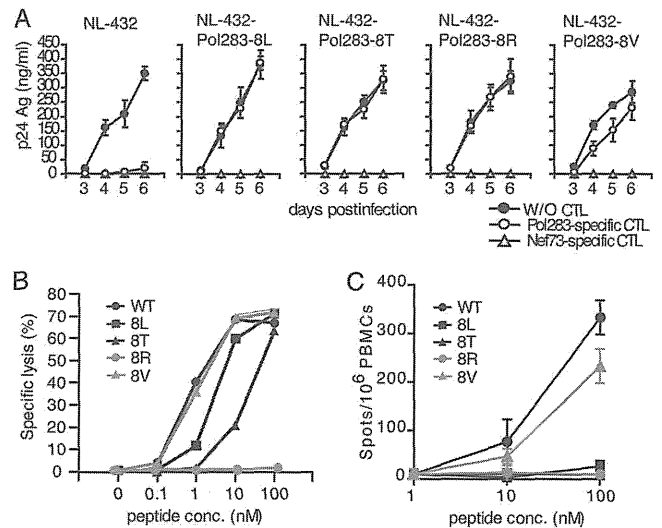 A
NL-432
NL-432-Pol283-8L
NL-432-Pol283-8T
NL-432-Pol283-8R
NL-432-Pol283-8V
p24 Ag (ng/ml)
450
400
350
300
250
200
150
100
50
0
3 4 5 6
3 4 5 6
3 4 5 6
3 4 5 6
3 4 5 6
days postinfection
W/O CTL
Pol283-specific CTL
Nef73-specific CTL
B
WT
8L
8T
8R
8V
Specific lysis (%)
80
70
60
50
40
30
20
10
0
0 0.1 1 10 100
peptide conc. (nM)
C
WT
8L
8T
8R
8V
Spots/10⁶ PBMCs
400
300
200
100
0
1 10 100
peptide conc. (nM)